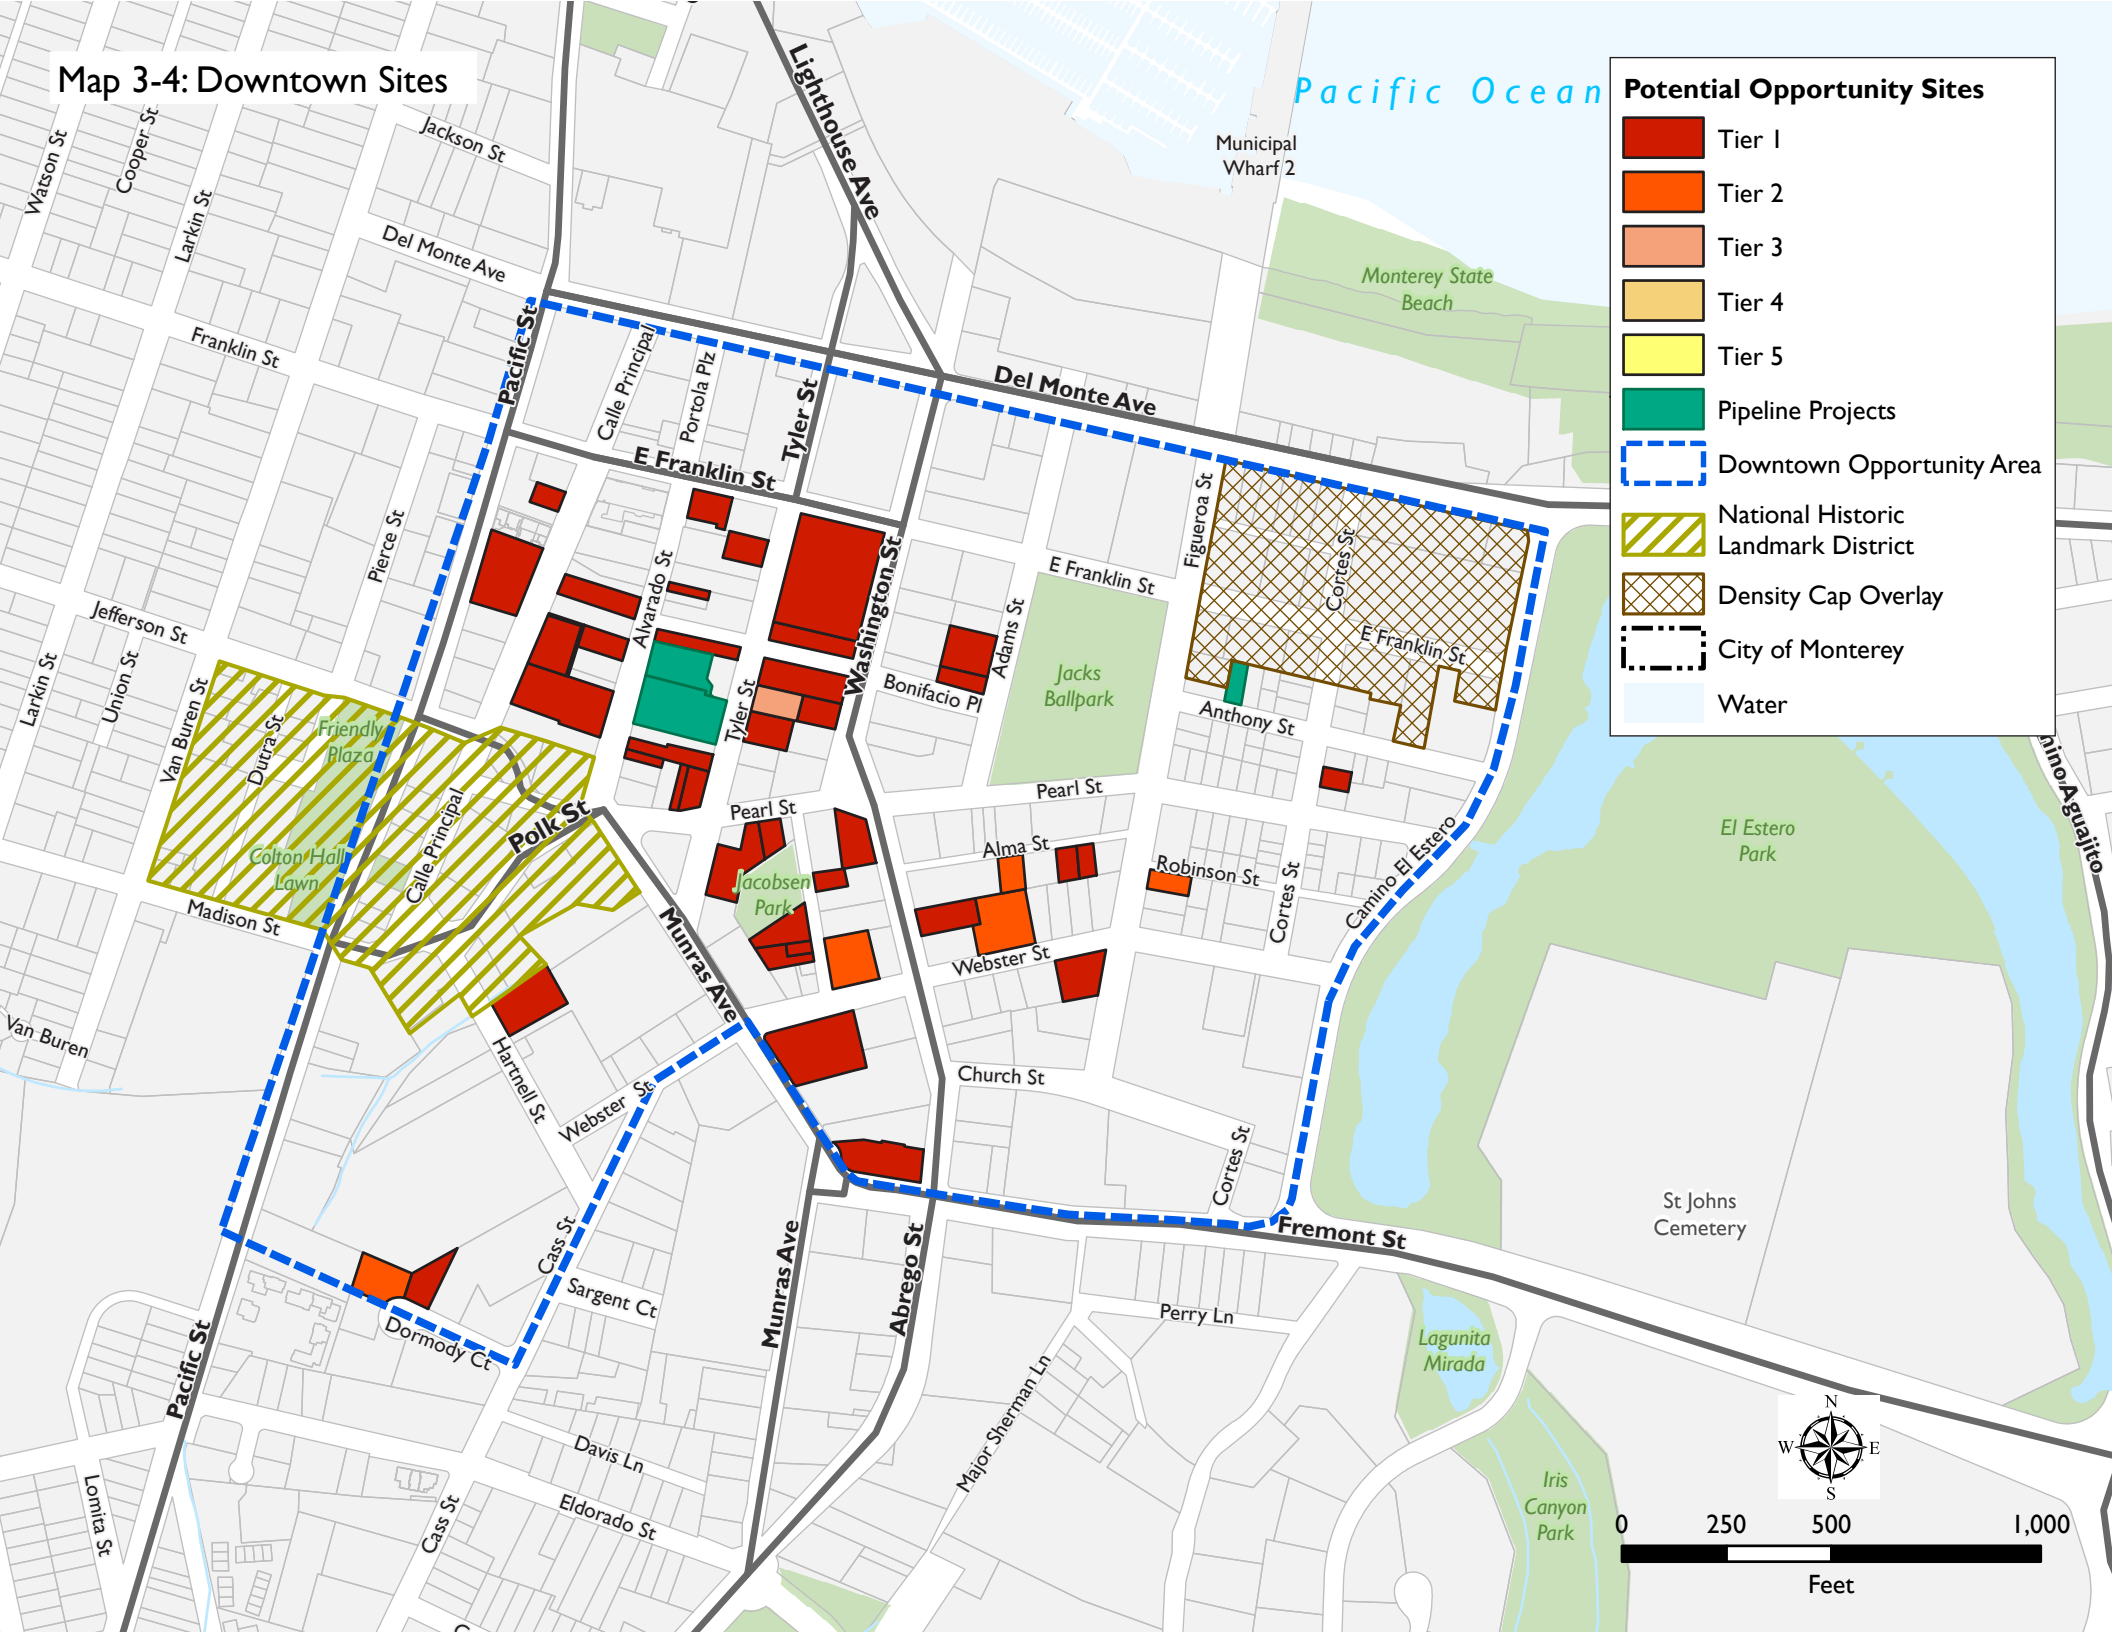 Map 3-4: Downtown Sites
Pacific Ocean
Municipal
Wharf 2
Monterey State
Beach
Potential Opportunity Sites
Tier 1
Tier 2
Tier 3
Tier 4
Tier 5
Pipeline Projects
Downtown Opportunity Area
National Historic
Landmark District
Density Cap Overlay
City of Monterey
Water
Watson St
Cooper St
Larkin St
Jackson St
Del Monte Ave
Franklin St
Lighthouse Ave
Pacific St
Calle Principal
Portola Plz
Tyler St
Del Monte Ave
E Franklin St
Pierce St
Alvarado St
Washington St
Figueroa St
E Franklin St
Cortes St
E Franklin St
Adams St
Jacks
Ballpark
Jefferson St
Larkin St
Union St
Van Buren St
Dutra St
Friendly
Plaza
Tyler St
Bonifacio Pl
Anthony St
Calle Principal
Polk St
Pearl St
Pearl St
Colton Hall
Lawn
Madison St
Munras Ave
Jacobsen
Park
Alma St
Robinson St
Cortes St
Camino El Estero
El Estero
Park
Webster St
Van Buren
Hartnell St
Webster St
Church St
Cortes St
St Johns
Cemetery
Fremont St
Cass St
Sargent Ct
Munras Ave
Abrego St
Perry Ln
Dormody Ct
Pacific St
Major Sherman Ln
Lagunita
Mirada
Davis Ln
Eldorado St
Lomita St
Cass St
Iris
Canyon
Park
N
W E
S
0 250 500 1,000
Feet